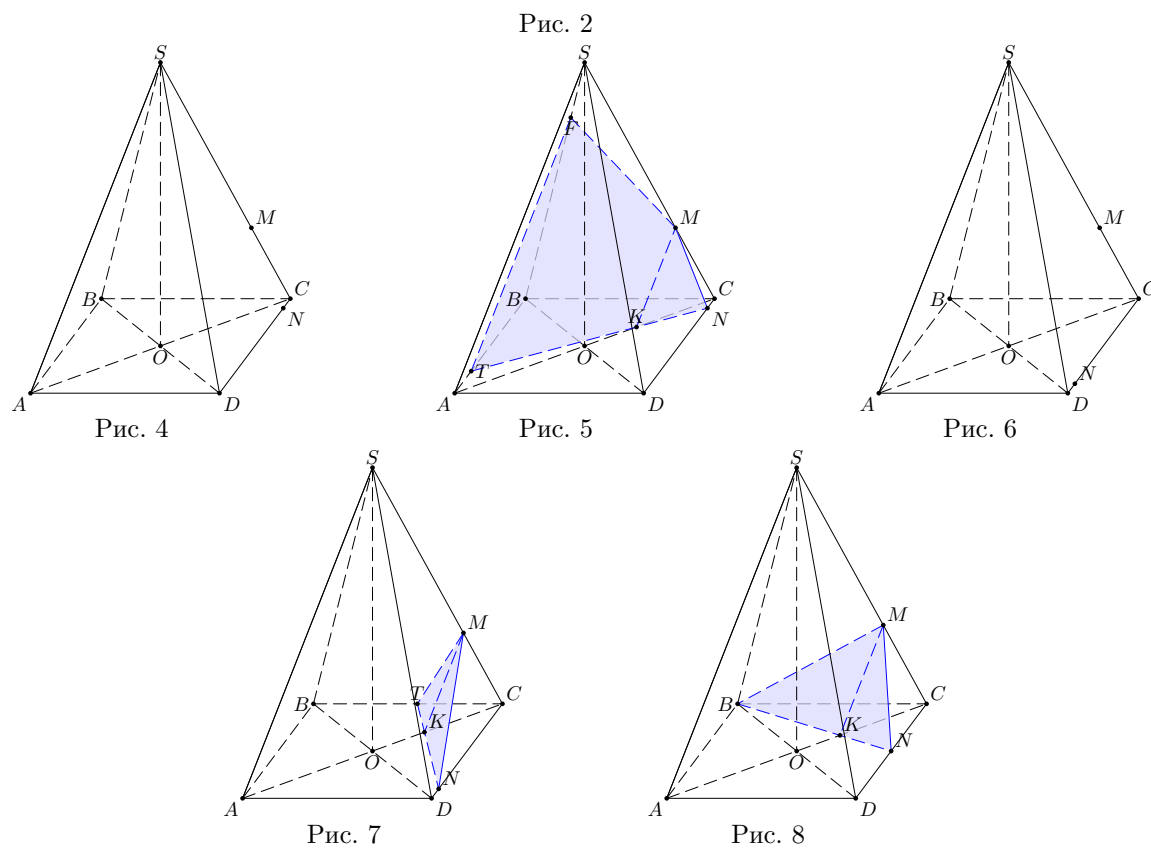 Рис. 2
S S S
F
M M M
B C B C B C
N K N
O O O
T N
A D A D A D
Рис. 4 Рис. 5 Рис. 6
S S
M M
B T C B C
K K N
O O
N
A D A D
Рис. 7 Рис. 8